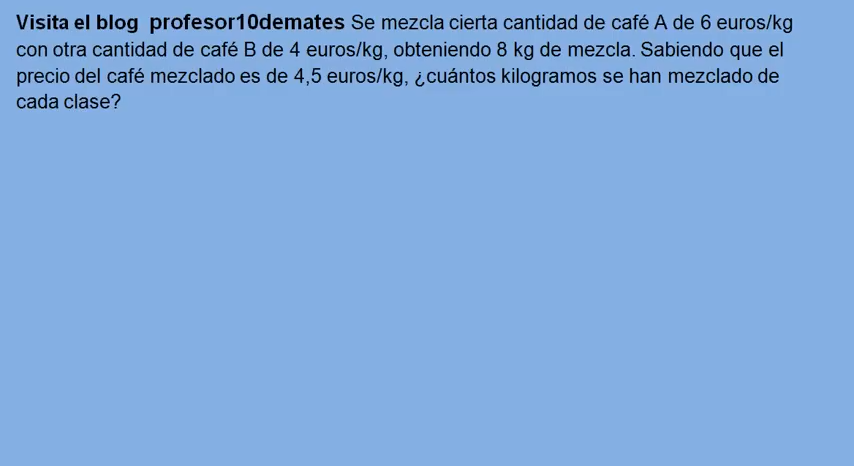 Visita el blog  profesor10demates Se mezcla cierta cantidad de café A de 6 euros/kg
con otra cantidad de café B de 4 euros/kg, obteniendo 8 kg de mezcla. Sabiendo que el
precio del café mezclado es de 4,5 euros/kg, ¿cuántos kilogramos se han mezclado de
cada clase?